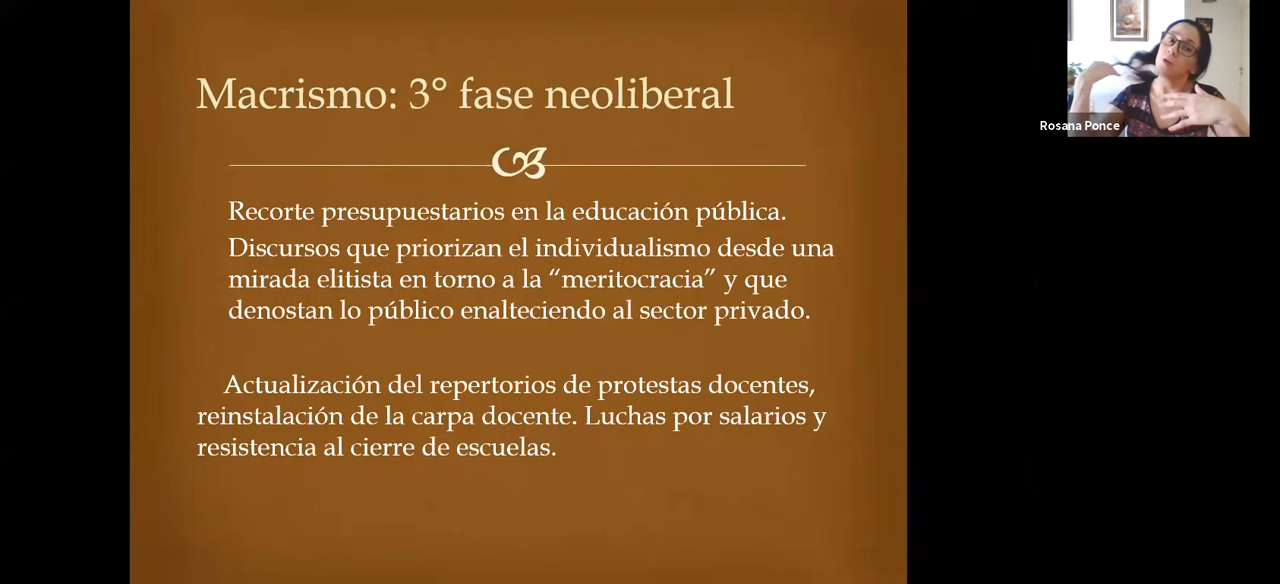 Macrismo: 3° fase neoliberal
Recorte presupuestarios en la educación pública.
Discursos que priorizan el individualismo desde una
mirada elitista en torno a la “meritocracia” y que
denostan lo público enalteciendo al sector privado.
Actualización del repertorios de protestas docentes,
reinstalación de la carpa docente. Luchas por salarios y
resistencia al cierre de escuelas.
Rosana Ponce